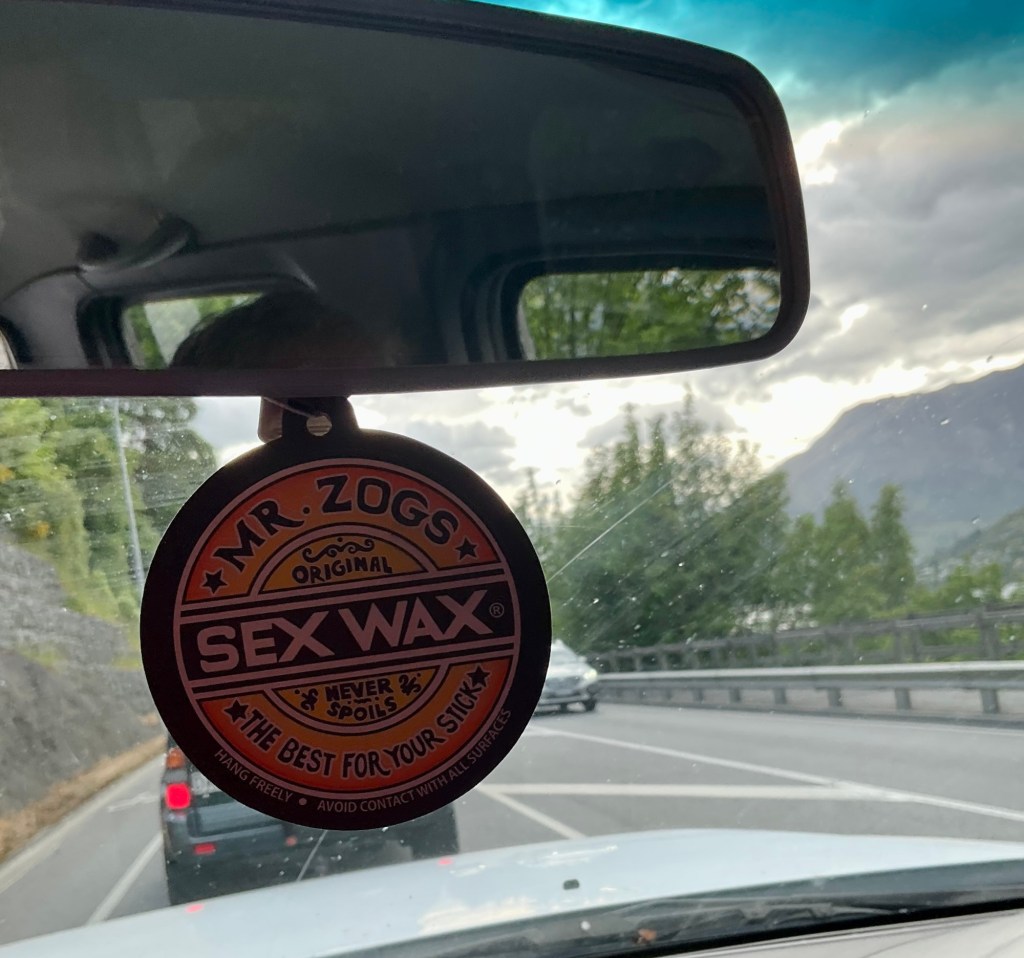 MR. ZOGS
ORIGINAL
SEX WAX®
NEVER
SPOILS
THE BEST FOR YOUR STICK
HANG FREELY • AVOID CONTACT WITH ALL SURFACES